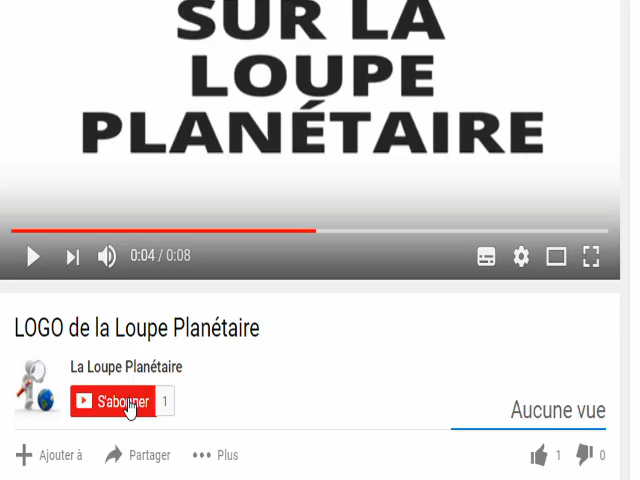 SUR LA
LOUPE
PLANÉTAIRE
0:04 / 0:08
LOGO de la Loupe Planétaire
La Loupe Planétaire
S'abonner 1
Aucune vue
Ajouter à Partager Plus 1 0